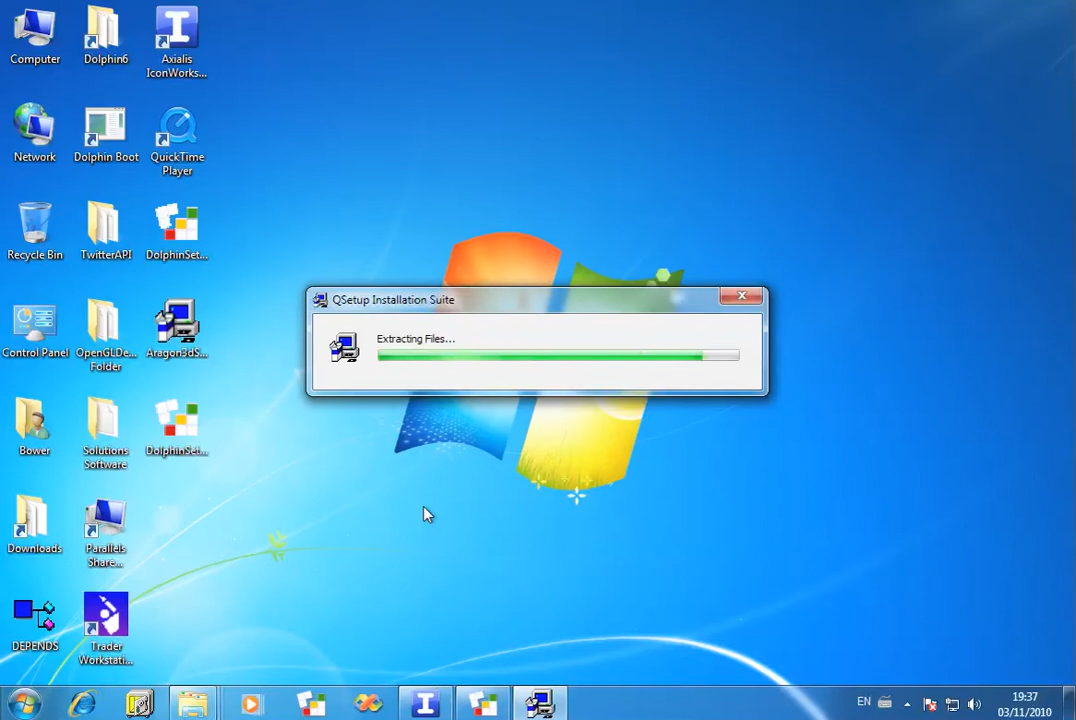 Computer
Dolphin6
Axialis
IconWorks...
Network
Dolphin Boot
QuickTime
Player
Recycle Bin
TwitterAPI
DolphinSet...
Control Panel
OpenGLDe...
Folder
Aragon3dS...
Bower
Solutions
Software
DolphinSet...
Downloads
Parallels
Share...
DEPENDS
Trader
Workstati...
QSetup Installation Suite
Extracting Files...
EN
19:37
03/11/2010